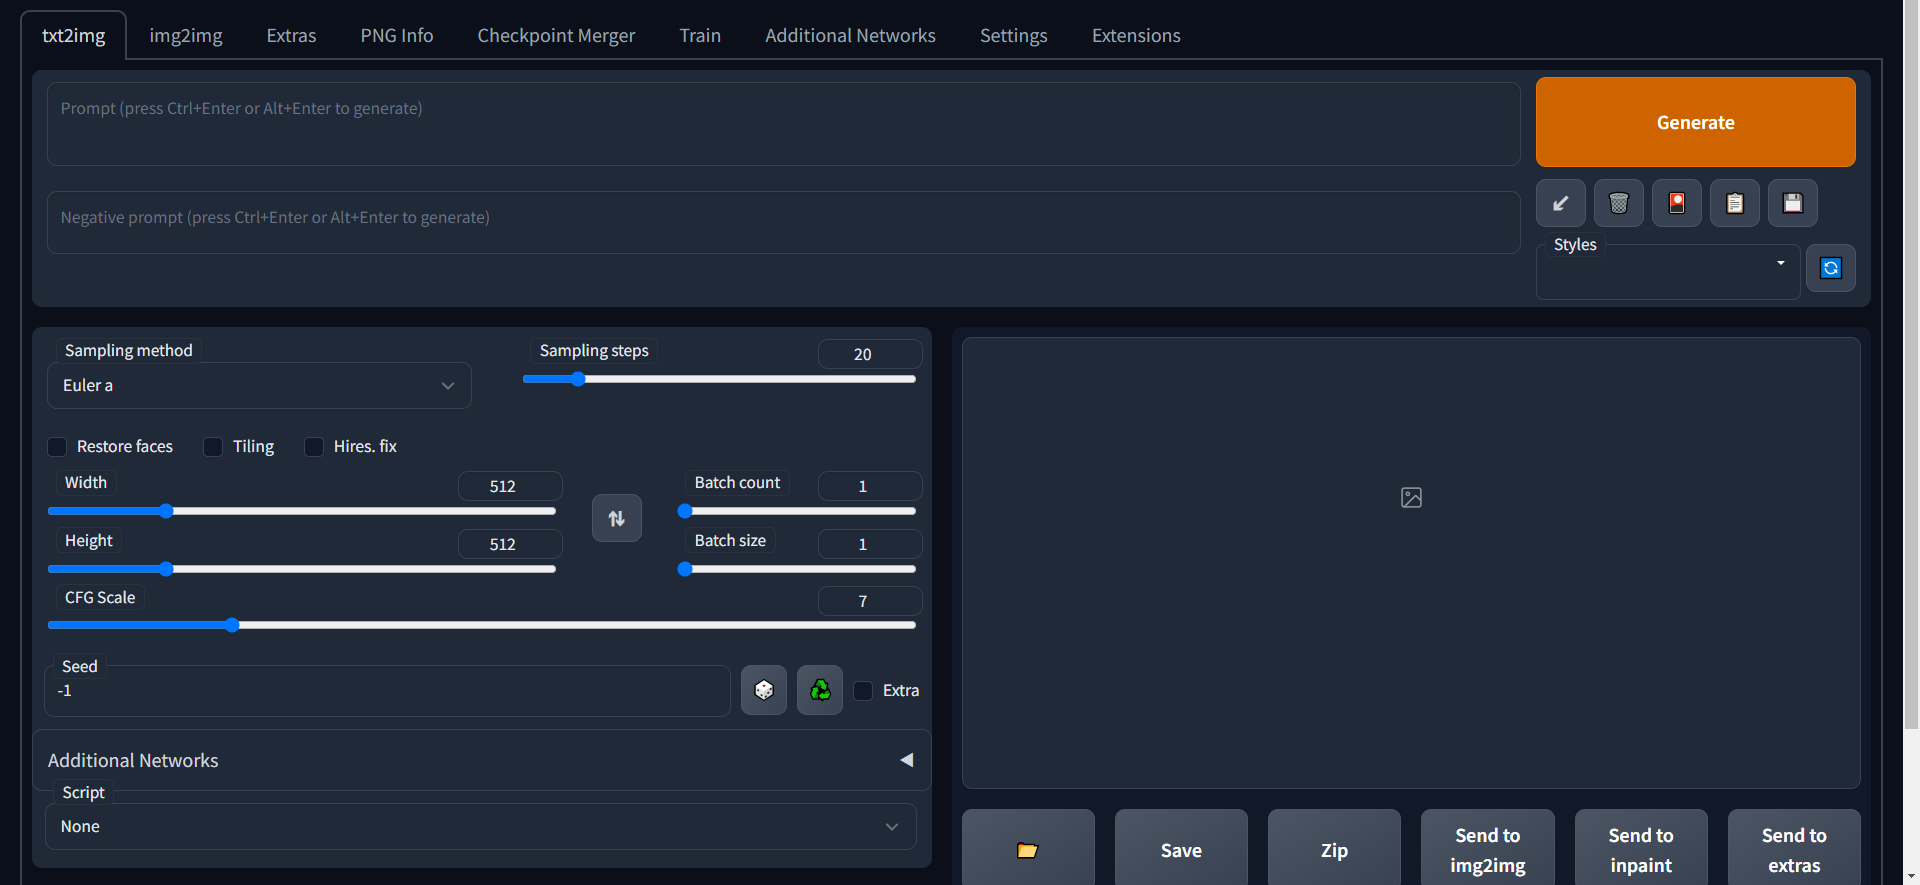 txt2img
img2img
Extras
PNG Info
Checkpoint Merger
Train
Additional Networks
Settings
Extensions
Prompt (press Ctrl+Enter or Alt+Enter to generate)
Generate
Negative prompt (press Ctrl+Enter or Alt+Enter to generate)
Styles
Sampling method
Euler a
Sampling steps
20
Restore faces
Tiling
Hires. fix
Width
512
Height
512
Batch count
1
Batch size
1
CFG Scale
7
Seed
-1
Extra
Additional Networks
Script
None
Save
Zip
Send to
img2img
Send to
inpaint
Send to
extras